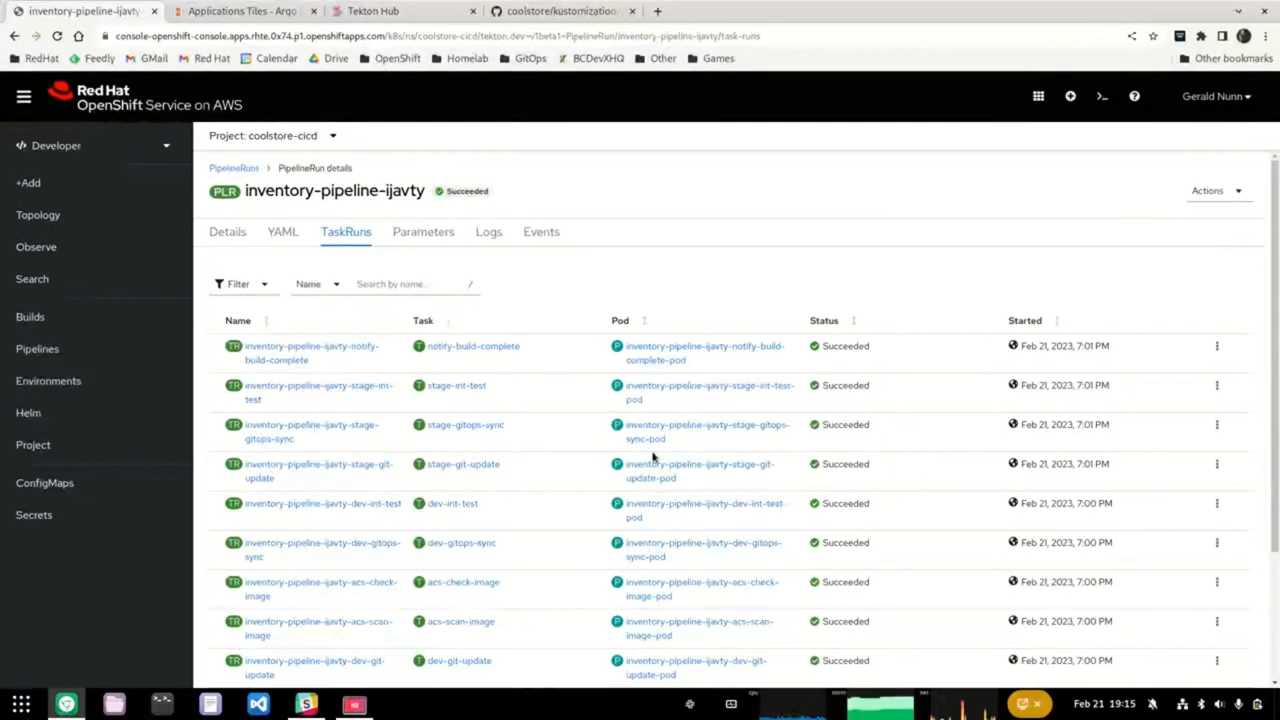 inventory-pipeline-ijavty × Applications Tiles - Argo × Tekton Hub × coolstore/kustomization × +
console-openshift-console.apps.rhte.0x74.p1.openshiftapps.com/k8s/ns/coolstore-cicd/tekton.dev~v1beta1~PipelineRun/inventory-pipeline-ijavty/task-runs
RedHat Feedly GMail Red Hat Calendar Drive OpenShift Homelab GitOps BCDevXHQ Other Games Other bookmarks
Red Hat
OpenShift Service on AWS
Gerald Nunn
Developer
+Add
Topology
Observe
Search
Builds
Pipelines
Environments
Helm
Project
ConfigMaps
Secrets
Project: coolstore-cicd
PipelineRuns > PipelineRun details
PLR inventory-pipeline-ijavty Succeeded
Actions
Details YAML TaskRuns Parameters Logs Events
Filter Name Search by name... /
Name Task Pod Status Started
TR inventory-pipeline-ijavty-notify- T notify-build-complete P inventory-pipeline-ijavty-notify-build- Succeeded Feb 21, 2023, 7:01 PM
build-complete complete-pod
TR inventory-pipeline-ijavty-stage-int- T stage-int-test P inventory-pipeline-ijavty-stage-int-test- Succeeded Feb 21, 2023, 7:01 PM
test pod
TR inventory-pipeline-ijavty-stage- T stage-gitops-sync P inventory-pipeline-ijavty-stage-gitops- Succeeded Feb 21, 2023, 7:01 PM
gitops-sync sync-pod
TR inventory-pipeline-ijavty-stage-git- T stage-git-update P inventory-pipeline-ijavty-stage-git- Succeeded Feb 21, 2023, 7:01 PM
update update-pod
TR inventory-pipeline-ijavty-dev-int-test T dev-int-test P inventory-pipeline-ijavty-dev-int-test- Succeeded Feb 21, 2023, 7:00 PM
pod
TR inventory-pipeline-ijavty-dev-gitops- T dev-gitops-sync P inventory-pipeline-ijavty-dev-gitops- Succeeded Feb 21, 2023, 7:00 PM
sync sync-pod
TR inventory-pipeline-ijavty-acs-check- T acs-check-image P inventory-pipeline-ijavty-acs-check- Succeeded Feb 21, 2023, 7:00 PM
image image-pod
TR inventory-pipeline-ijavty-acs-scan- T acs-scan-image P inventory-pipeline-ijavty-acs-scan- Succeeded Feb 21, 2023, 7:00 PM
image image-pod
TR inventory-pipeline-ijavty-dev-git- T dev-git-update P inventory-pipeline-ijavty-dev-git- Succeeded Feb 21, 2023, 7:00 PM
update update-pod
Feb 21 19:15